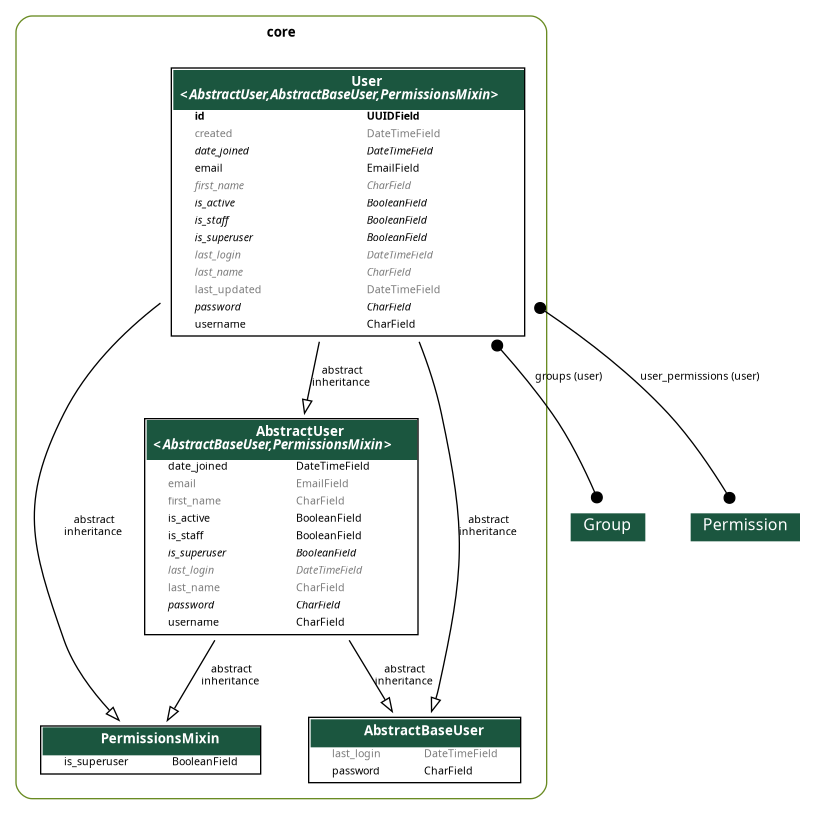 core
User
<AbstractUser,AbstractBaseUser,PermissionsMixin>
id UUIDField
created DateTimeField
date_joined DateTimeField
email EmailField
first_name CharField
is_active BooleanField
is_staff BooleanField
is_superuser BooleanField
last_login DateTimeField
last_name CharField
last_updated DateTimeField
password CharField
username CharField
abstract
inheritance
groups (user)
user_permissions (user)
AbstractUser
<AbstractBaseUser,PermissionsMixin>
date_joined DateTimeField
email EmailField
first_name CharField
is_active BooleanField
is_staff BooleanField
is_superuser BooleanField
last_login DateTimeField
last_name CharField
password CharField
username CharField
abstract
inheritance
abstract
inheritance
Group
Permission
abstract
inheritance
abstract
inheritance
PermissionsMixin
is_superuser BooleanField
AbstractBaseUser
last_login DateTimeField
password CharField